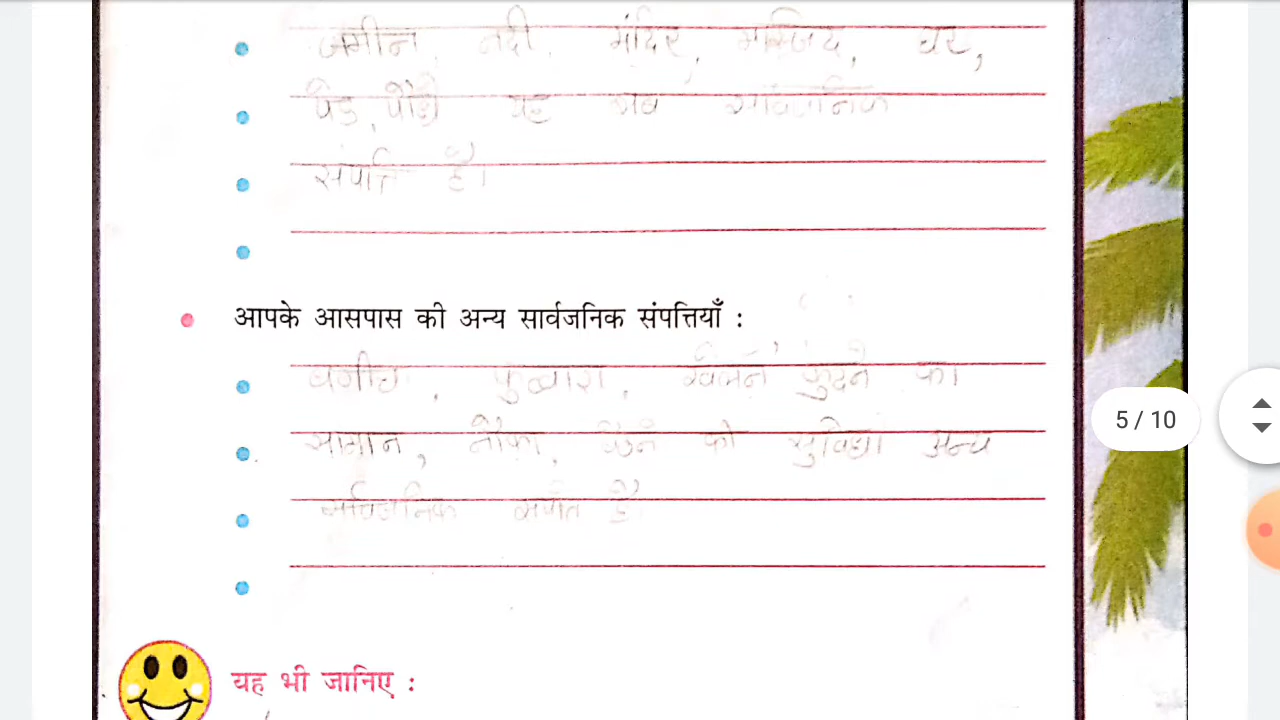 जमीन, नदी, मंदिर, मस्जिद, घर,
पेड, पौधे यह सब सार्वजनिक
संपत्ति है।
आपके आसपास की अन्य सार्वजनिक संपत्तियाँ :
बगीचा, फुव्वारा, खेलने कुदने का
सामान, नौका, की सुविधा अन्य
सार्वजनिक है
5 / 10
यह भी जानिए :